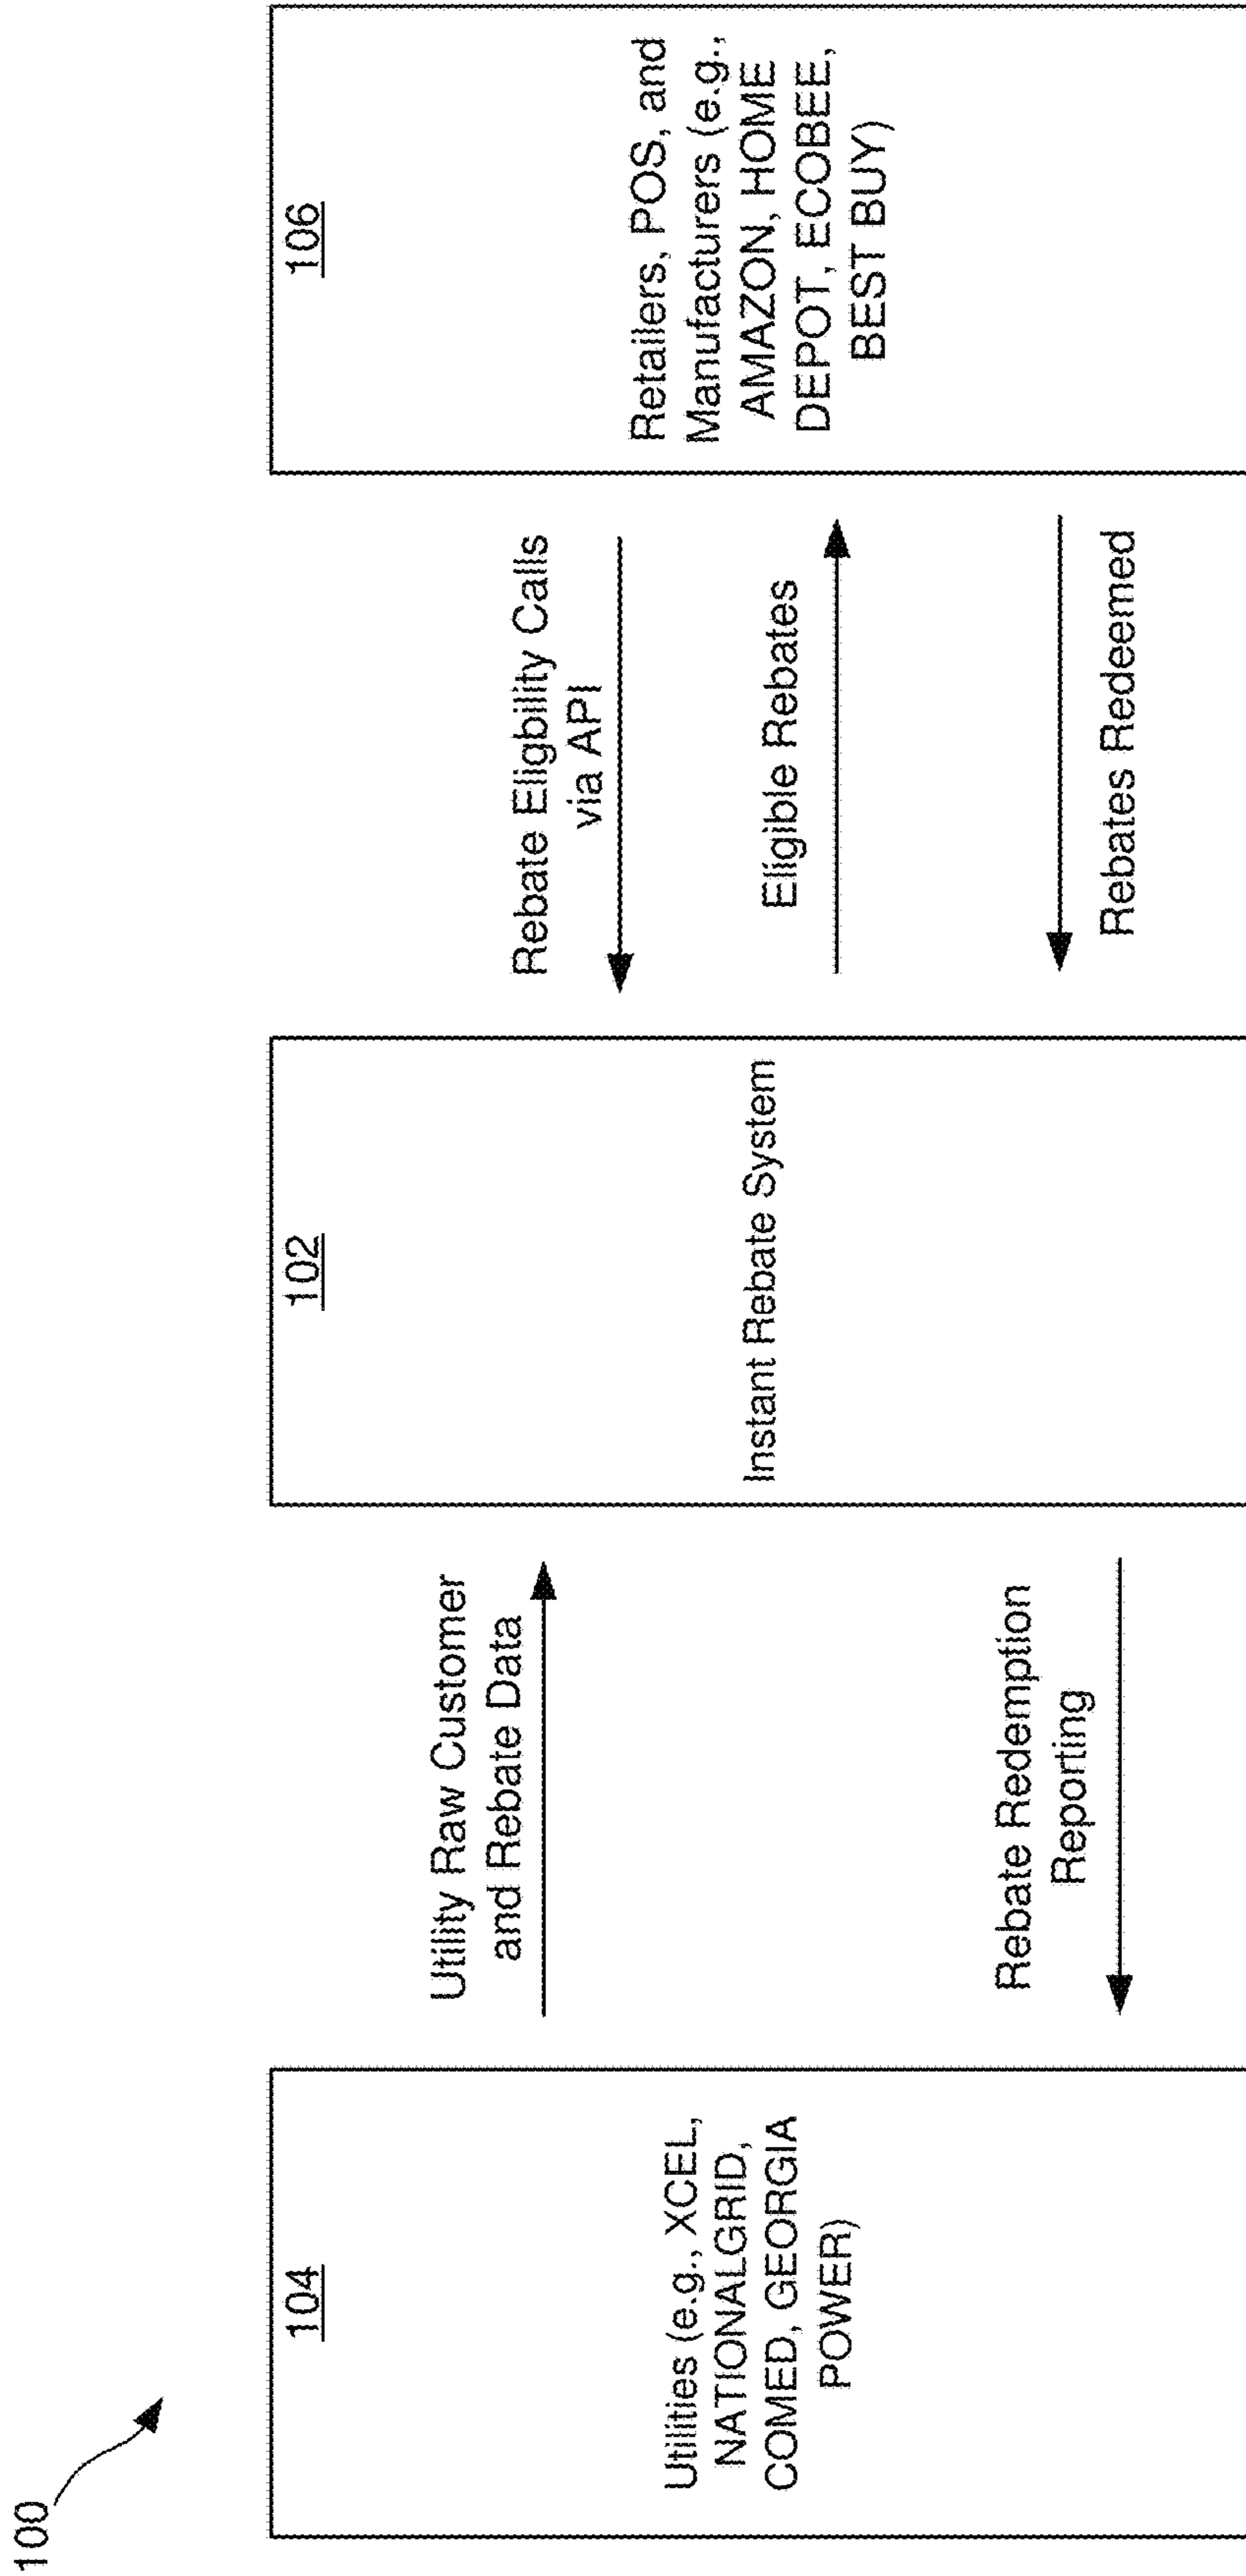 100
104
Utilities (e.g., XCEL,
NATIONALGRID,
COMED, GEORGIA
POWER)
Utility Raw Customer
and Rebate Data
Rebate Redemption
Reporting
102
Instant Rebate System
Rebate Eligbility Calls
via API
Eligible Rebates
Rebates Redeemed
106
Retailers, POS, and
Manufacturers (e.g.,
AMAZON, HOME
DEPOT, ECOBEE,
BEST BUY)